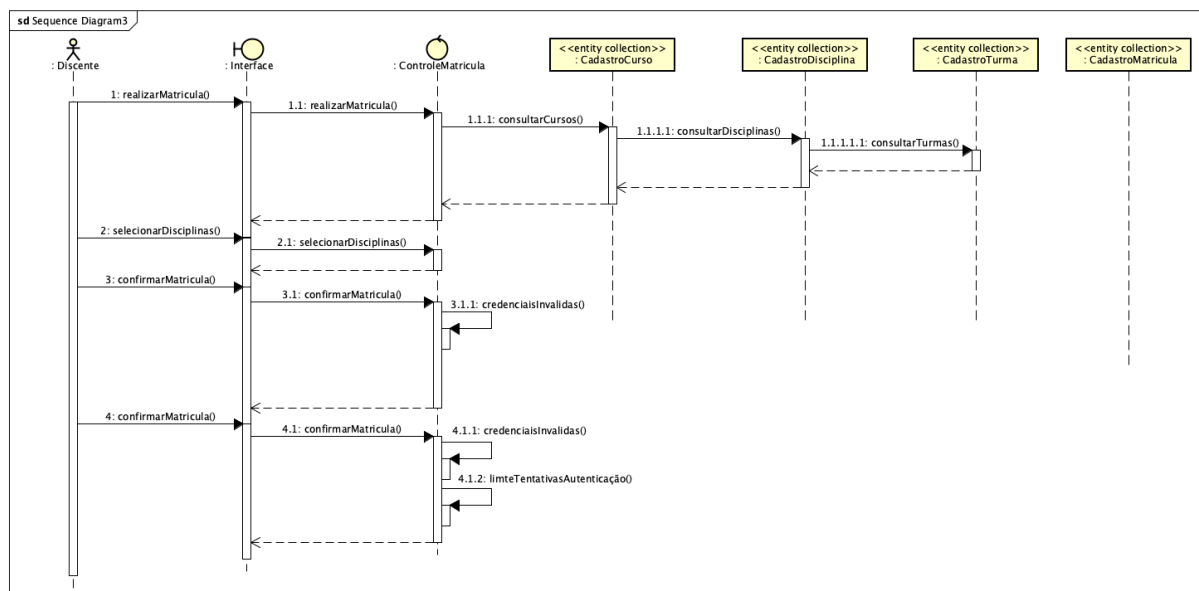 sd Sequence Diagram3
: Discente
: Interface
: ControleMatricula
<<entity collection>>
: CadastroCurso
<<entity collection>>
: CadastroDisciplina
<<entity collection>>
: CadastroTurma
<<entity collection>>
: CadastroMatricula
1: realizarMatricula()
1.1: realizarMatricula()
1.1.1: consultarCursos()
1.1.1.1: consultarDisciplinas()
1.1.1.1.1: consultarTurmas()
2: selecionarDisciplinas()
2.1: selecionarDisciplinas()
3: confirmarMatricula()
3.1: confirmarMatricula()
3.1.1: credenciaisInvalidas()
4: confirmarMatricula()
4.1: confirmarMatricula()
4.1.1: credenciaisInvalidas()
4.1.2: limteTentativasAutenticação()